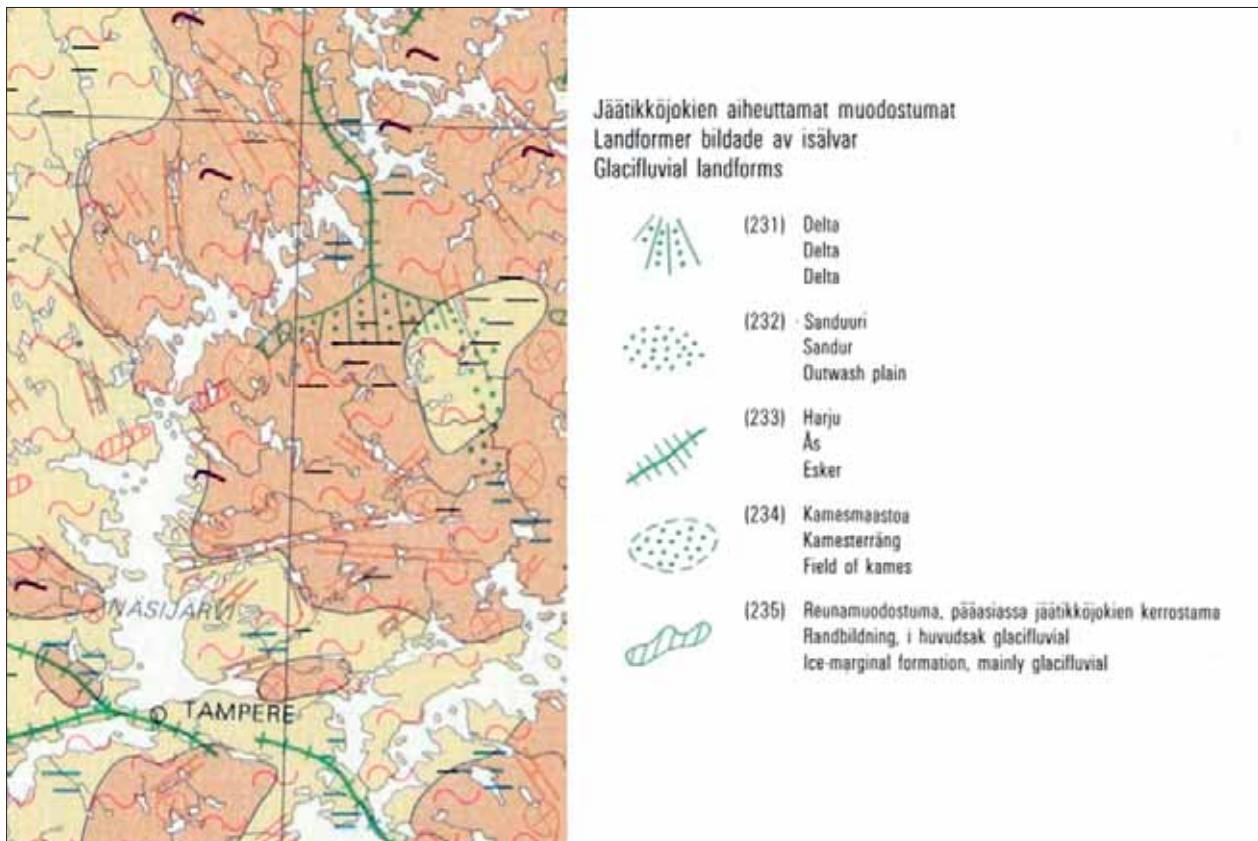 NÄSIJÄRVI
TAMPERE
Jäätikköjokien aiheuttamat muodostumat
Landformer bildade av isälvar
Glacifluvial landforms
(231) Delta
Delta
Delta
(232) Sanduuri
Sandur
Outwash plain
(233) Harju
Ås
Esker
(234) Kamesmaastoa
Kamesterräng
Field of kames
(235) Reunamuodostuma, pääasiassa jäätikköjokien kerrostama
Randbildning, i huvudsak glacifluvial
Ice-marginal formation, mainly glacifluvial